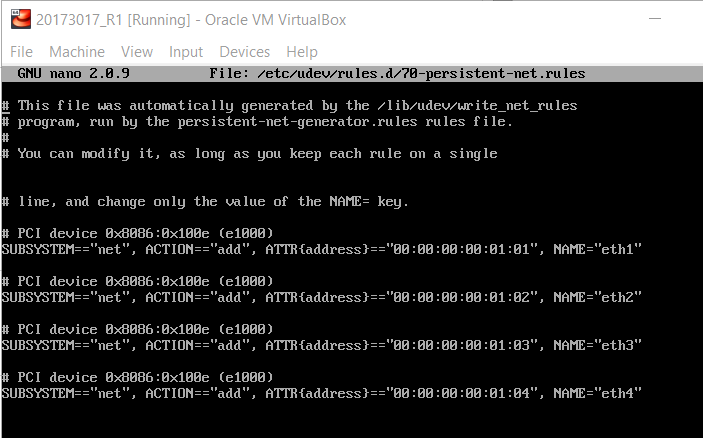 20173017_R1 [Running] - Oracle VM VirtualBox
File Machine View Input Devices Help
GNU nano 2.0.9 File: /etc/udev/rules.d/70-persistent-net.rules
# This file was automatically generated by the /lib/udev/write_net_rules
# program, run by the persistent-net-generator.rules rules file.
#
# You can modify it, as long as you keep each rule on a single
# line, and change only the value of the NAME= key.
# PCI device 0x8086:0x100e (e1000)
SUBSYSTEM=="net", ACTION=="add", ATTR{address}=="00:00:00:00:01:01", NAME="eth1"
# PCI device 0x8086:0x100e (e1000)
SUBSYSTEM=="net", ACTION=="add", ATTR{address}=="00:00:00:00:01:02", NAME="eth2"
# PCI device 0x8086:0x100e (e1000)
SUBSYSTEM=="net", ACTION=="add", ATTR{address}=="00:00:00:00:01:03", NAME="eth3"
# PCI device 0x8086:0x100e (e1000)
SUBSYSTEM=="net", ACTION=="add", ATTR{address}=="00:00:00:00:01:04", NAME="eth4"